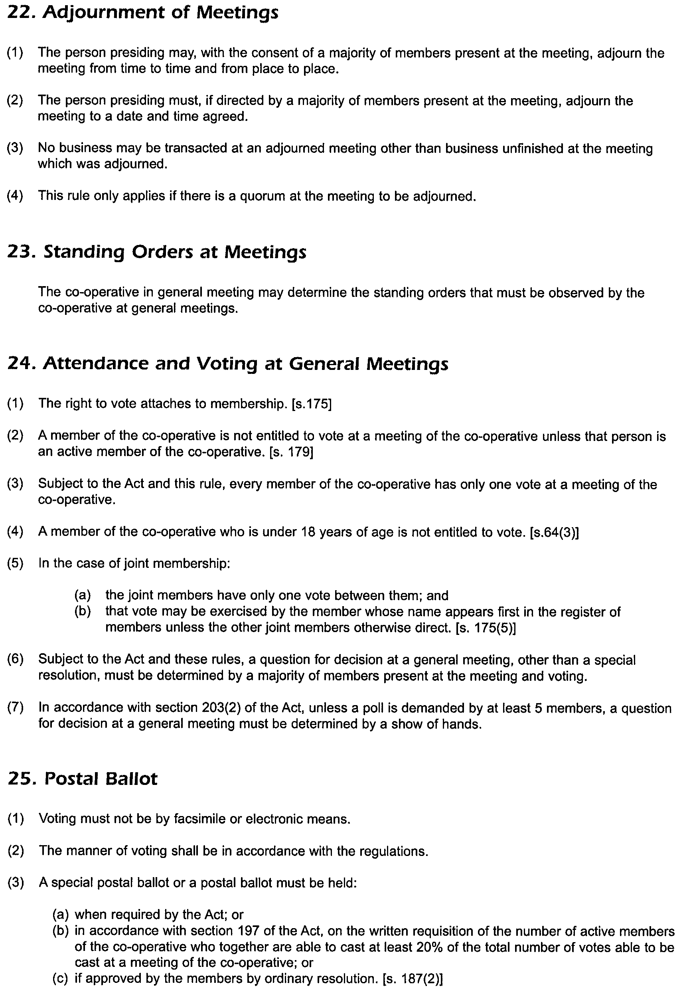 22. Adjournment of Meetings
(1) The person presiding may, with the consent of a majority of members present at the meeting, adjourn the
meeting from time to time and from place to place.
(2) The person presiding must, if directed by a majority of members present at the meeting, adjourn the
meeting to a date and time agreed.
(3) No business may be transacted at an adjourned meeting other than business unfinished at the meeting
which was adjourned.
(4) This rule only applies if there is a quorum at the meeting to be adjourned.
23. Standing Orders at Meetings
The co-operative in general meeting may determine the standing orders that must be observed by the
co-operative at general meetings.
24. Attendance and Voting at General Meetings
(1) The right to vote attaches to membership. [s.175]
(2) A member of the co-operative is not entitled to vote at a meeting of the co-operative unless that person is
an active member of the co-operative. [s. 179]
(3) Subject to the Act and this rule, every member of the co-operative has only one vote at a meeting of the
co-operative.
(4) A member of the co-operative who is under 18 years of age is not entitled to vote. [s.64(3)]
(5) In the case of joint membership:
(a) the joint members have only one vote between them; and
(b) that vote may be exercised by the member whose name appears first in the register of
members unless the other joint members otherwise direct. [s. 175(5)]
(6) Subject to the Act and these rules, a question for decision at a general meeting, other than a special
resolution, must be determined by a majority of members present at the meeting and voting.
(7) In accordance with section 203(2) of the Act, unless a poll is demanded by at least 5 members, a question
for decision at a general meeting must be determined by a show of hands.
25. Postal Ballot
(1) Voting must not be by facsimile or electronic means.
(2) The manner of voting shall be in accordance with the regulations.
(3) A special postal ballot or a postal ballot must be held:
(a) when required by the Act; or
(b) in accordance with section 197 of the Act, on the written requisition of the number of active members
of the co-operative who together are able to cast at least 20% of the total number of votes able to be
cast at a meeting of the co-operative; or
(c) if approved by the members by ordinary resolution. [s. 187(2)]